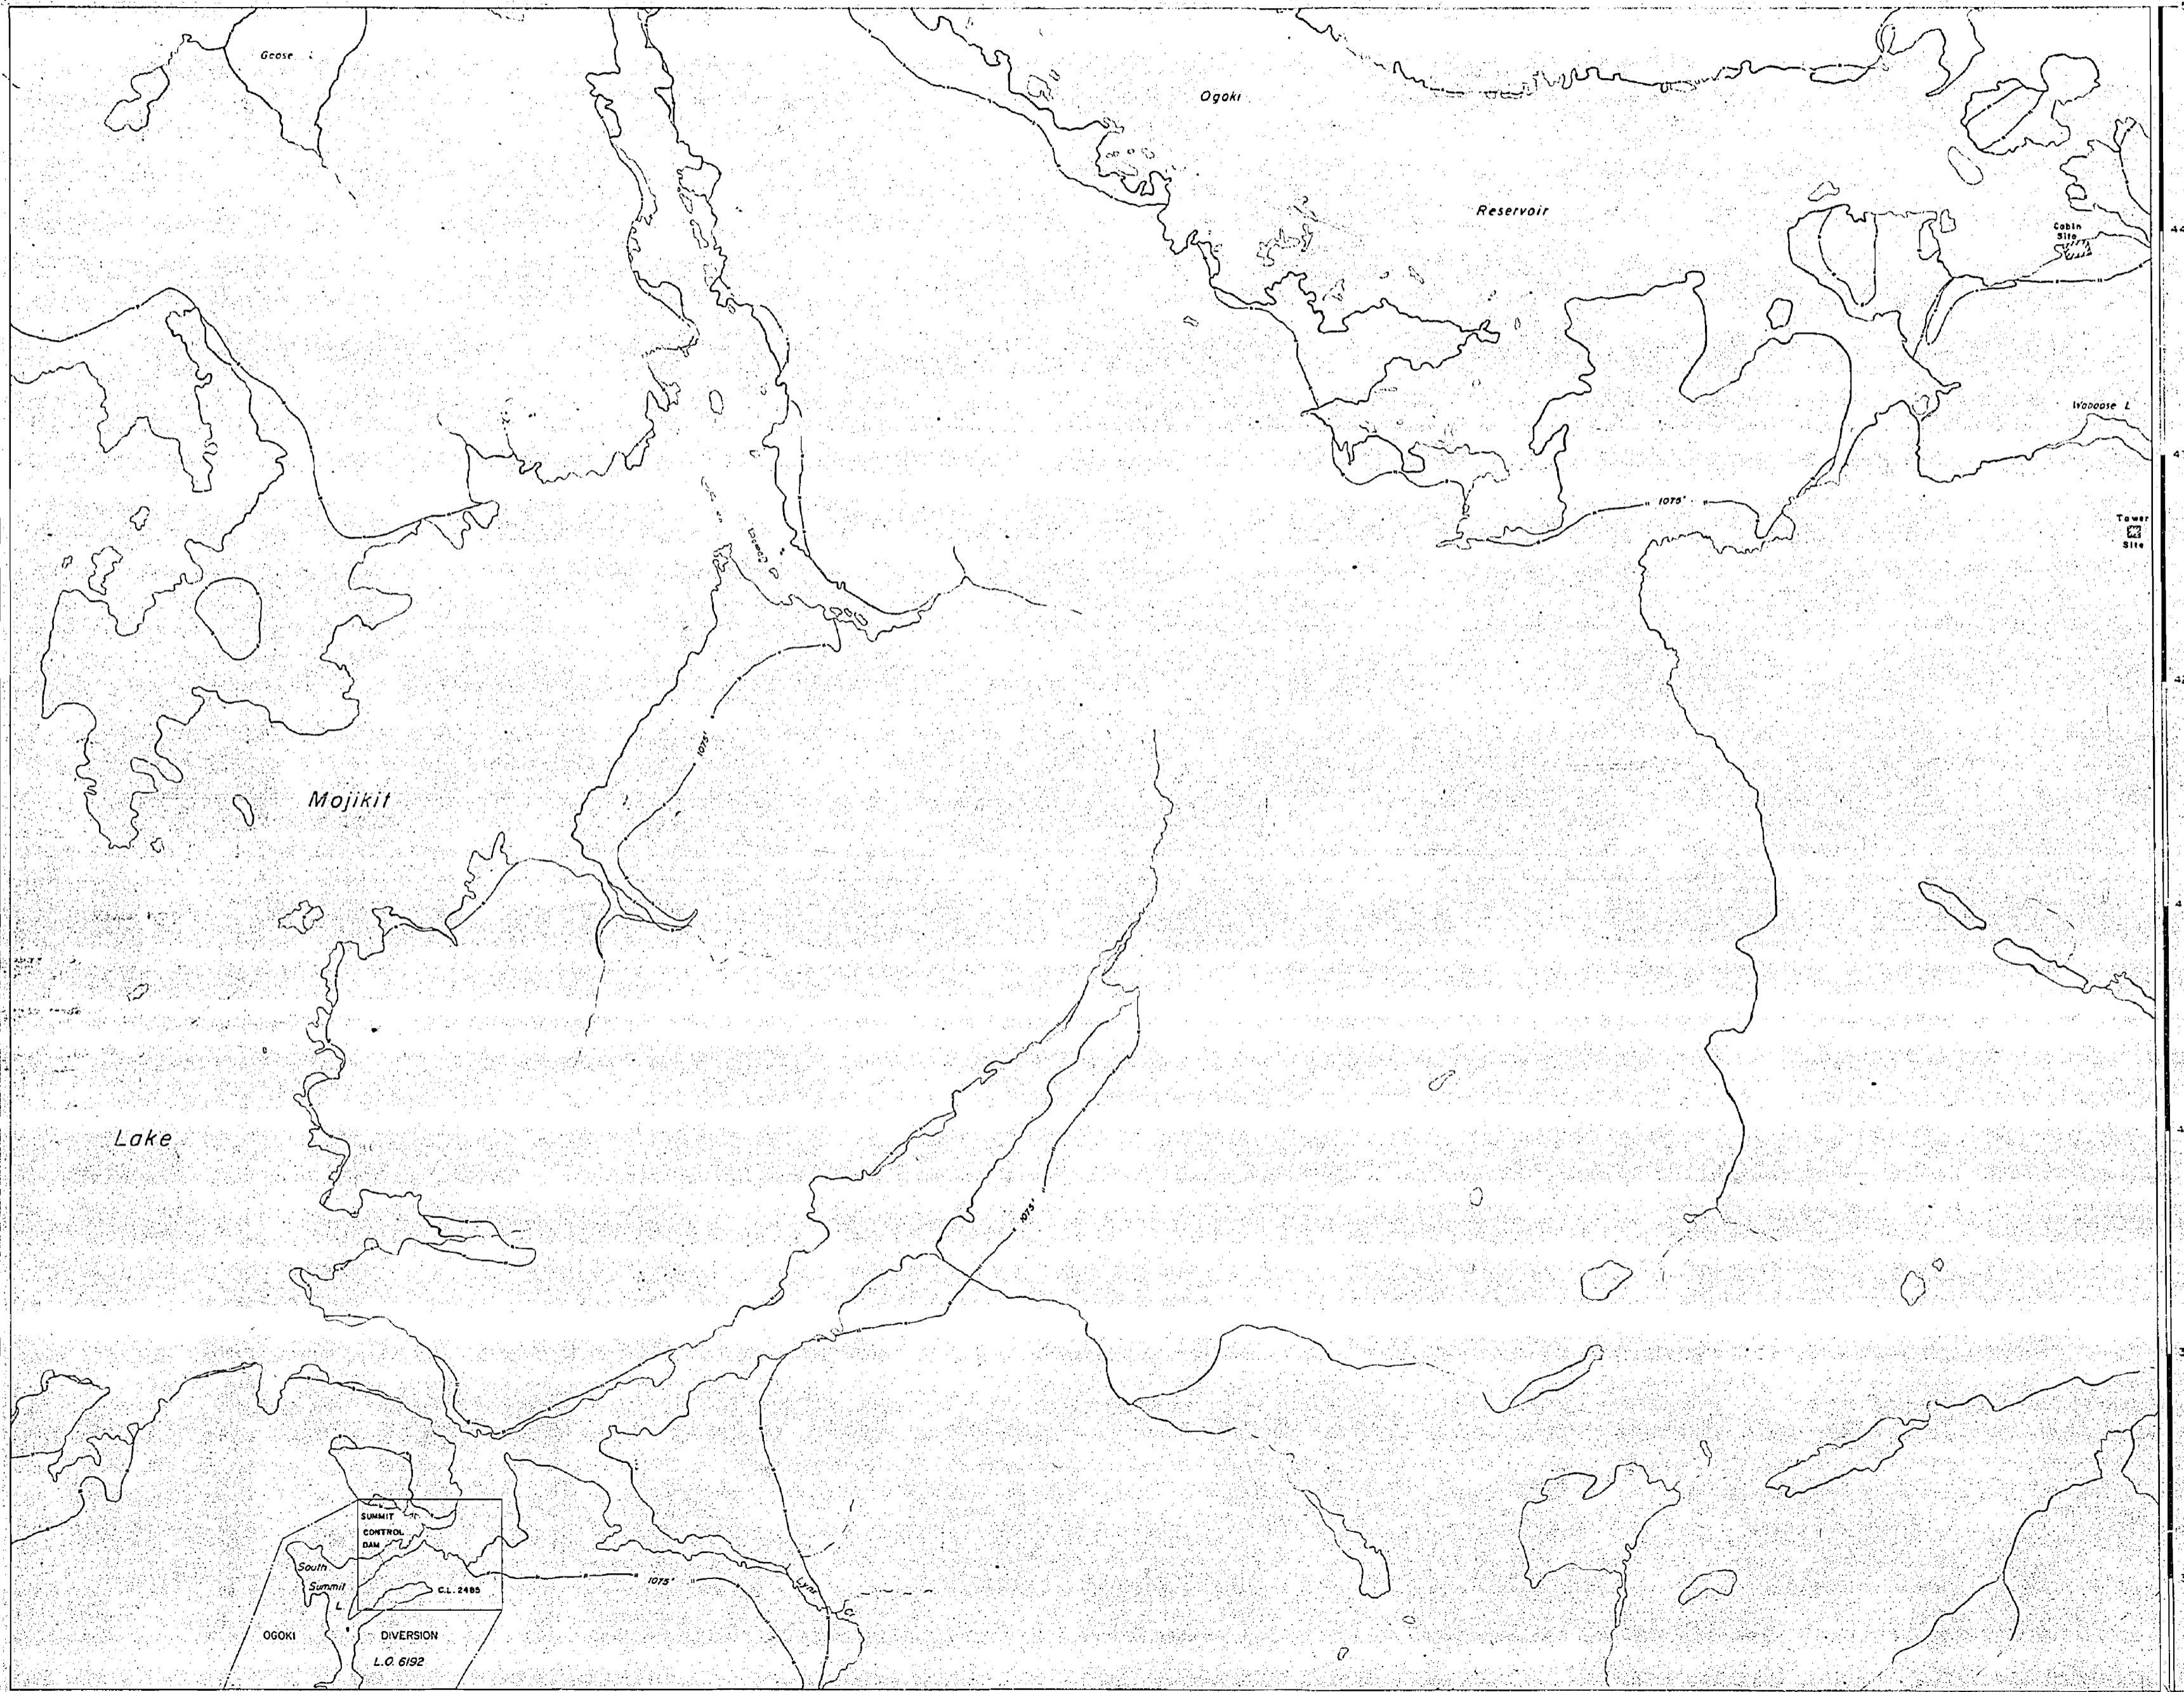 Goose L
Ogoki
Reservoir
Cabin
Site
44
Waboose L
1075'
Tower
Site
1075'
Mojikit
Lake
1075'
SUMMIT
CONTROL
DAM
South
Summit
L.
C.L. 2485
1075'
OGOKI
DIVERSION
L.O. 6192